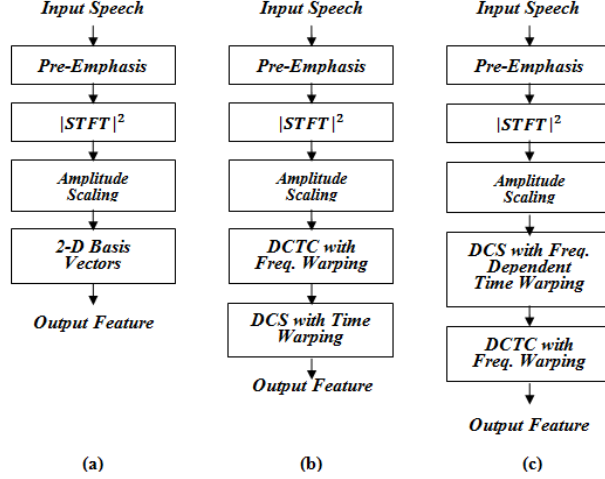 Input Speech
Pre-Emphasis
|STFT|²
Amplitude
Scaling
2-D Basis
Vectors
Output Feature
(a)
Input Speech
Pre-Emphasis
|STFT|²
Amplitude
Scaling
DCTC with
Freq. Warping
DCS with Time
Warping
Output Feature
(b)
Input Speech
Pre-Emphasis
|STFT|²
Amplitude
Scaling
DCS with Freq.
Dependent
Time Warping
DCTC with
Freq. Warping
Output Feature
(c)